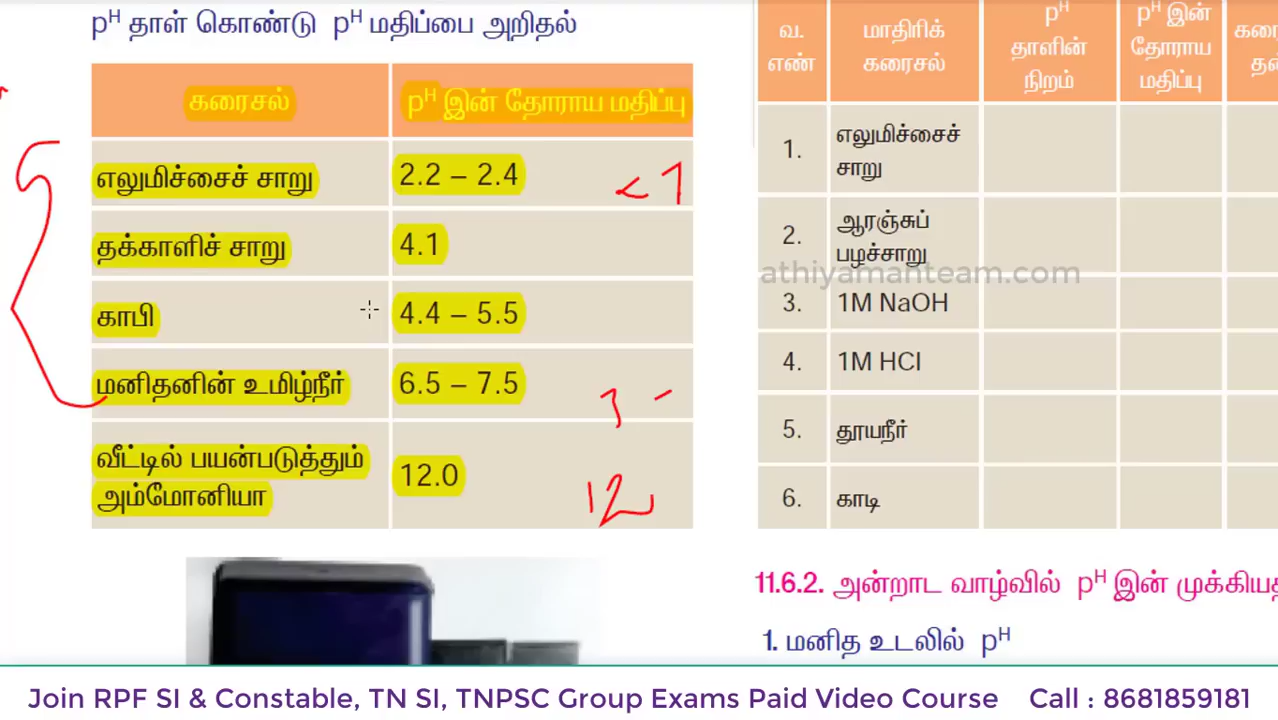 pH தாள் கொண்டு pH மதிப்பை அறிதல்
கரைசல் pH இன் தோராய மதிப்பு
எலுமிச்சைச் சாறு 2.2 – 2.4 < 7
தக்காளிச் சாறு 4.1
காபி 4.4 – 5.5
மனிதனின் உமிழ்நீர் 6.5 – 7.5
வீட்டில் பயன்படுத்தும்
அம்மோனியா 12.0 12
வ. எண் மாதிரிக் கரைசல் pH தாளின் நிறம் pH இன் தோராய மதிப்பு
1. எலுமிச்சைச் சாறு
2. ஆரஞ்சுப் பழச்சாறு
athiyamanteam.com
3. 1M NaOH
4. 1M HCl
5. தூயநீர்
6. காடி
11.6.2. அன்றாட வாழ்வில் pH இன்
1. மனித உடலில் pH
Join RPF SI & Constable, TN SI, TNPSC Group Exams Paid Video Course Call : 8681859181